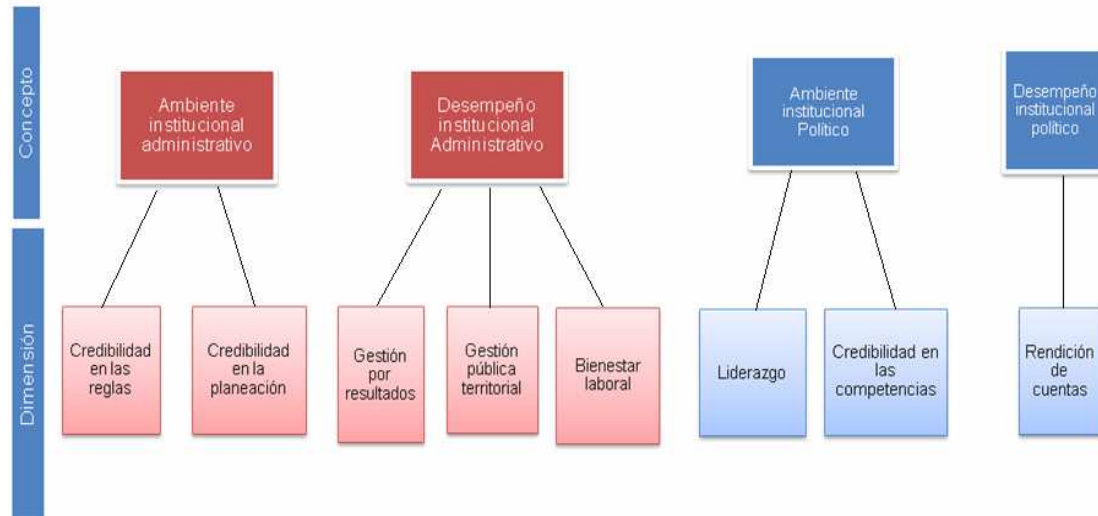 Concepto
Ambiente
institucional
administrativo
Desempeño
institucional
Administrativo
Ambiente
institucional
Político
Desempeño
institucional
político
Dimensión
Credibilidad
en las
reglas
Credibilidad
en la
planeación
Gestión
por
resultados
Gestión
pública
territorial
Bienestar
laboral
Liderazgo
Credibilidad en
las
competencias
Rendición
de
cuentas